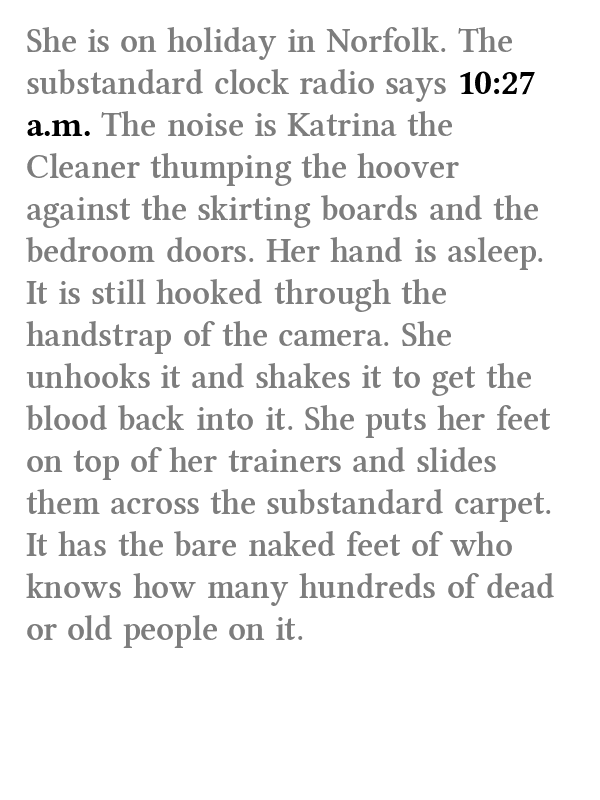 She is on holiday in Norfolk. The
substandard clock radio says 10:27
a.m. The noise is Katrina the
Cleaner thumping the hoover
against the skirting boards and the
bedroom doors. Her hand is asleep.
It is still hooked through the
handstrap of the camera. She
unhooks it and shakes it to get the
blood back into it. She puts her feet
on top of her trainers and slides
them across the substandard carpet.
It has the bare naked feet of who
knows how many hundreds of dead
or old people on it.